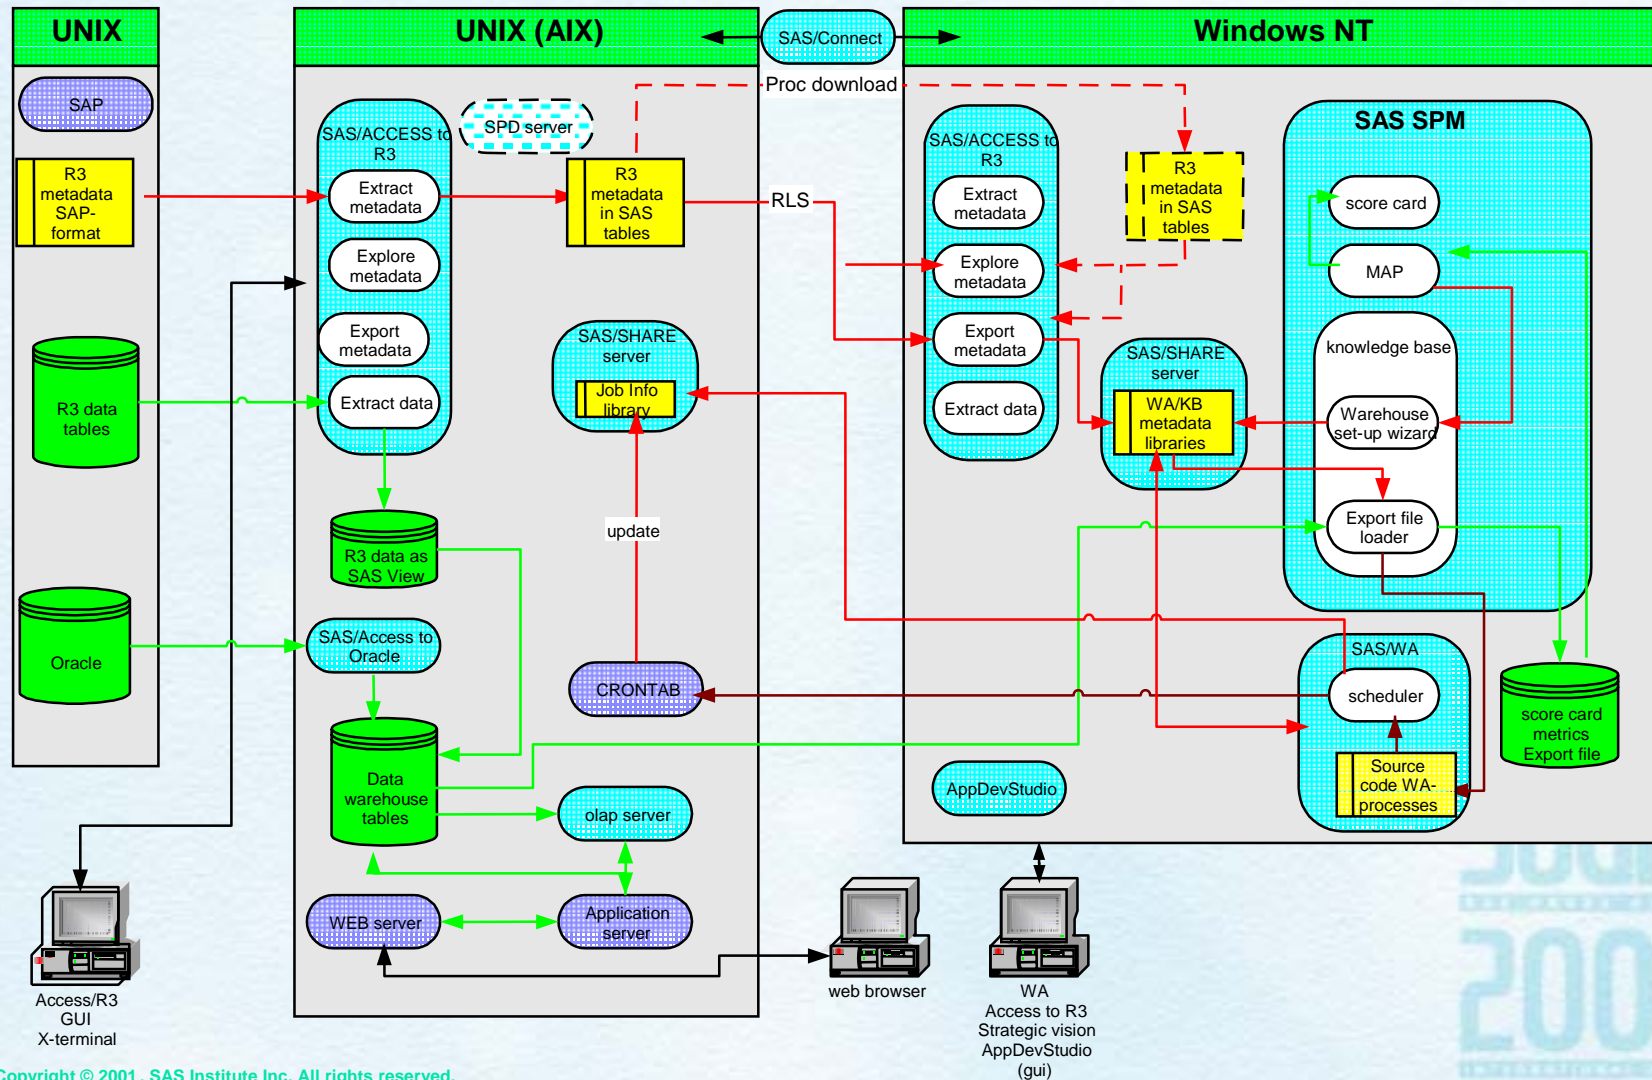 UNIX
UNIX (AIX)
SAS/Connect
Windows NT
SAP
R3
metadata
SAP-
format
R3 data
tables
Oracle
SAS/ACCESS to
R3
Extract
metadata
Explore
metadata
Export
metadata
Extract data
SPD server
R3
metadata
in SAS
tables
Proc download
RLS
SAS/SHARE
server
Job Info
library
update
R3 data as
SAS View
SAS/Access to
Oracle
CRONTAB
Data
warehouse
tables
olap server
WEB server
Application
server
SAS/ACCESS to
R3
Extract
metadata
Explore
metadata
Export
metadata
Extract data
R3
metadata
in SAS
tables
SAS/SHARE
server
WA/KB
metadata
libraries
SAS SPM
score card
MAP
knowledge base
Warehouse
set-up wizard
Export file
loader
SAS/WA
scheduler
Source
code WA-
processes
score card
metrics
Export file
AppDevStudio
Access/R3
GUI
X-terminal
web browser
WA
Access to R3
Strategic vision
AppDevStudio
(gui)
Copyright © 2001, SAS Institute Inc. All rights reserved.